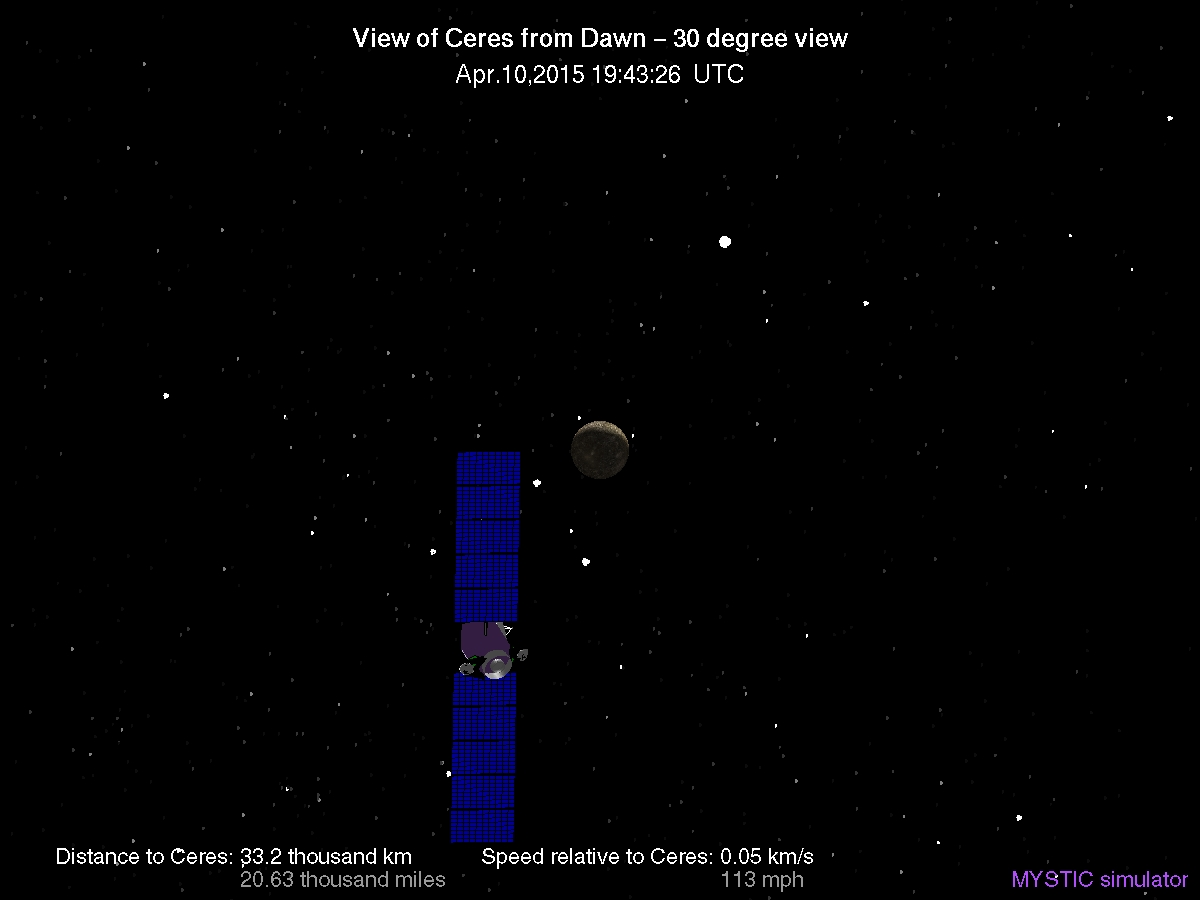 View of Ceres from Dawn – 30 degree view
Apr.10,2015 19:43:26 UTC
Distance to Ceres: 33.2 thousand km
20.63 thousand miles
Speed relative to Ceres: 0.05 km/s
113 mph
MYSTIC simulator